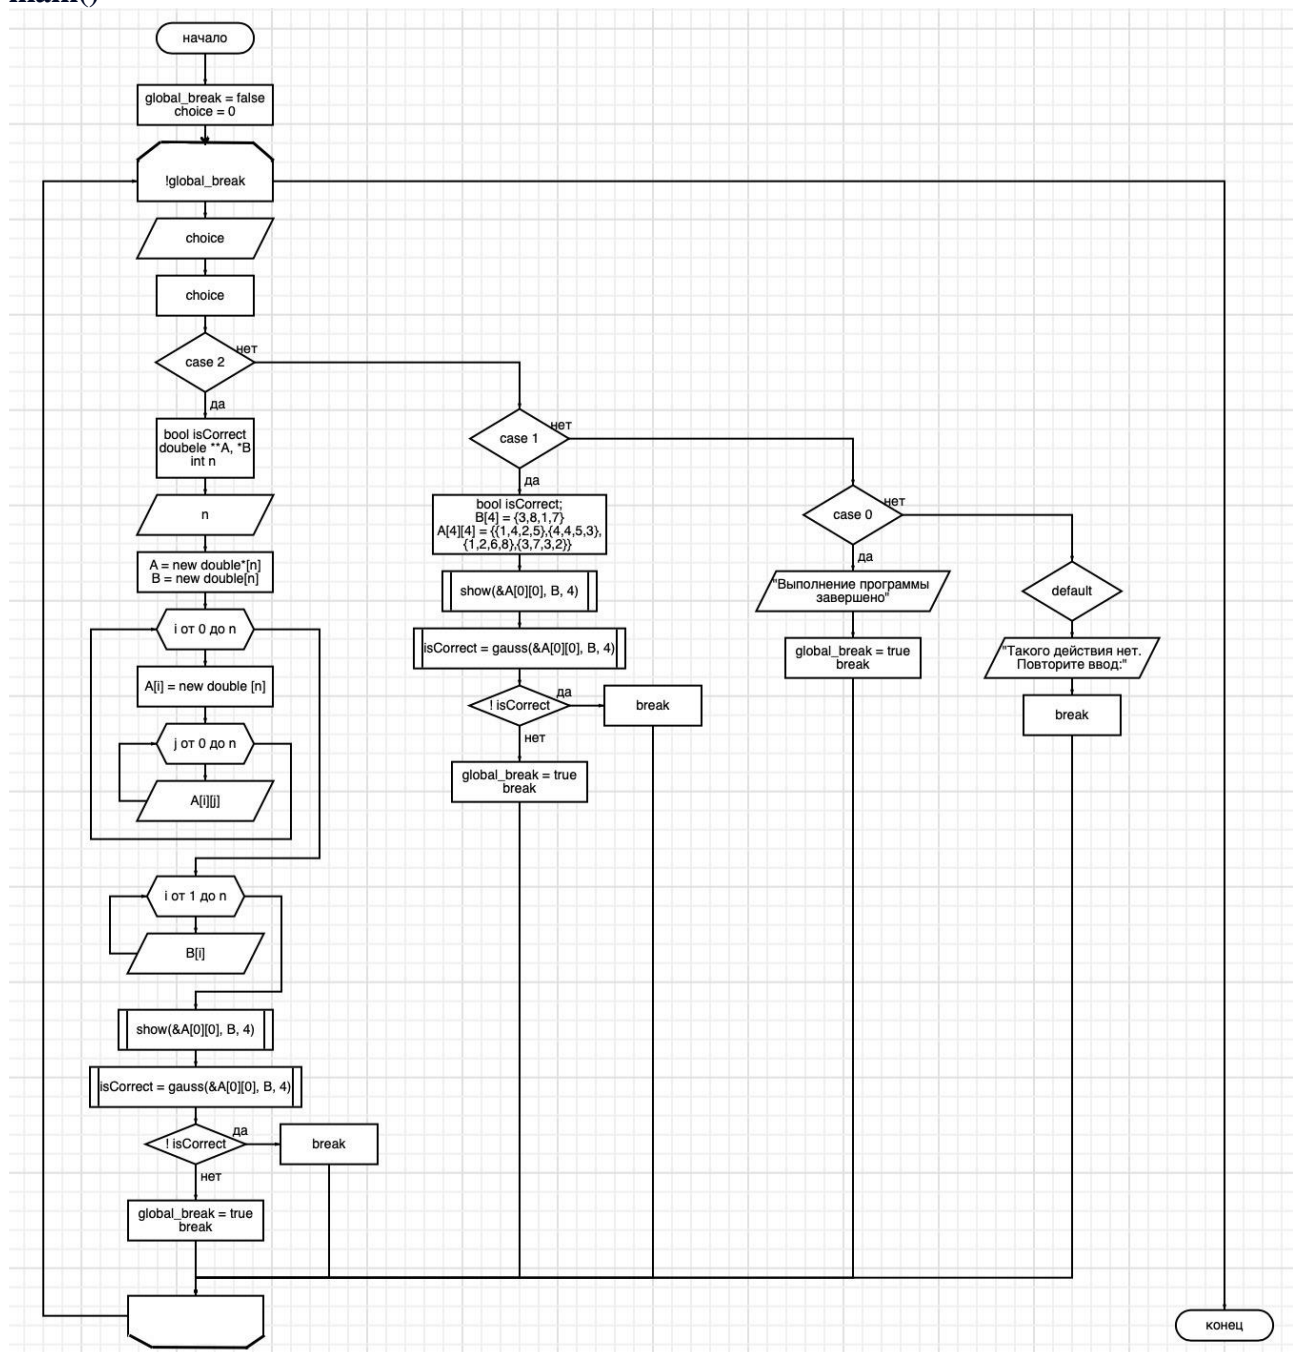 main()
начало
global_break = false
choice = 0
!global_break
choice
choice
case 2
нет
да
bool isCorrect
doubele **A, *B
int n
n
A = new double*[n]
B = new double[n]
i от 0 до n
A[i] = new double [n]
j от 0 до n
A[i][j]
i от 1 до n
B[i]
show(&A[0][0], B, 4)
isCorrect = gauss(&A[0][0], B, 4)
! isCorrect
да
break
нет
global_break = true
break
case 1
нет
да
bool isCorrect;
B[4] = {3,8,1,7}
A[4][4] = {{1,4,2,5},{4,4,5,3},
{1,2,6,8},{3,7,3,2}}
show(&A[0][0], B, 4)
isCorrect = gauss(&A[0][0], B, 4)
! isCorrect
да
break
нет
global_break = true
break
case 0
нет
да
"Выполнение программы
завершено"
global_break = true
break
default
"Такого действия нет.
Повторите ввод:"
break
конец